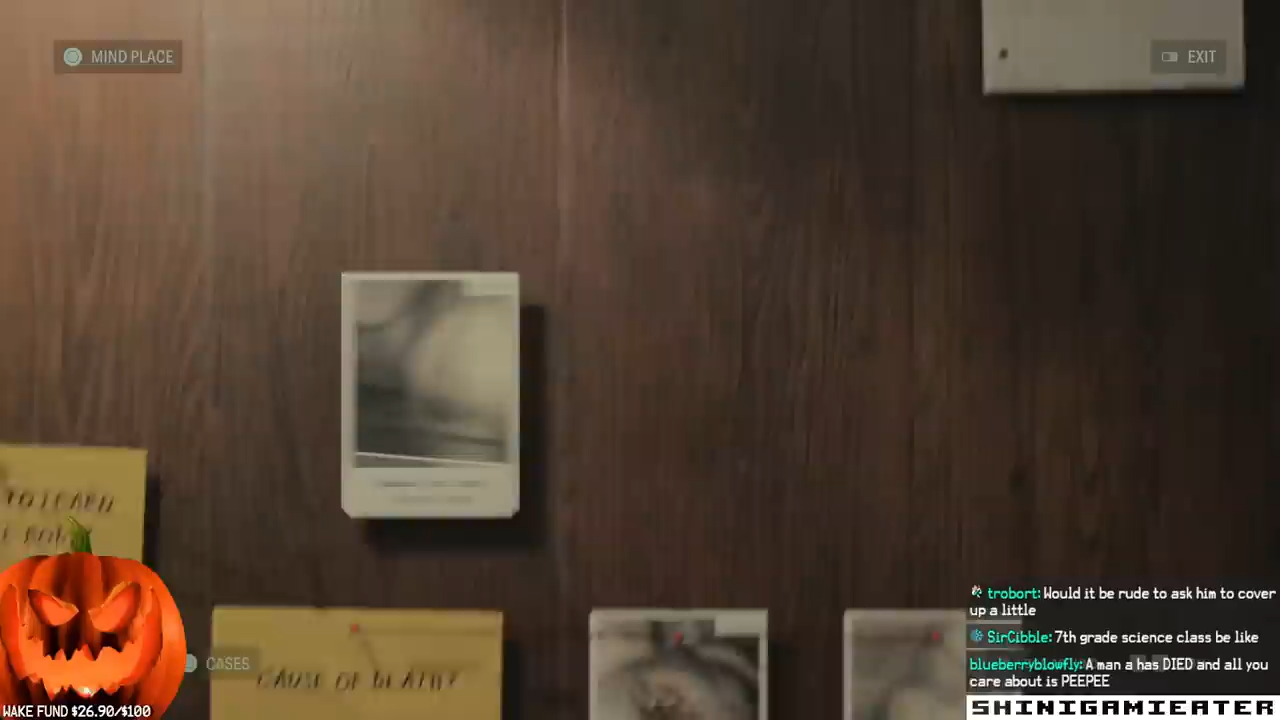 MIND PLACE
EXIT
TO LEARN
CAUSE OF DEATH?
CASES
trobort: Would it be rude to ask him to cover
up a little
SirCibble: 7th grade science class be like
blueberryblowfly: A man a has DIED and all you
care about is PEEPEE
WAKE FUND $26.90/$100
SHINIGAMIEATER